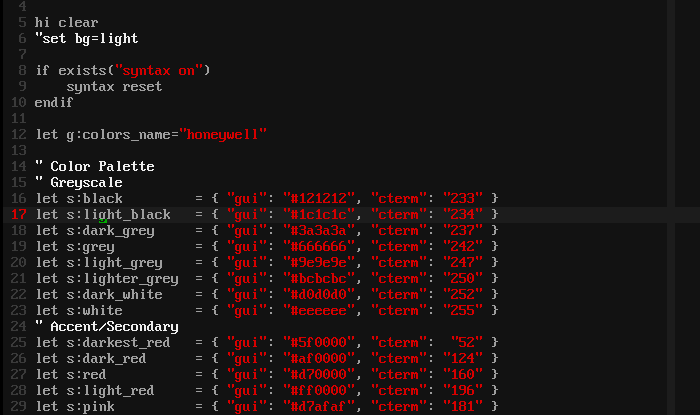 4
5 hi clear
6 "set bg=light
7
8 if exists("syntax on")
9     syntax reset
10 endif
11
12 let g:colors_name="honeywell"
13
14 " Color Palette
15 " Greyscale
16 let s:black         = { "gui": "#121212", "cterm": "233" }
17 let s:light_black   = { "gui": "#1c1c1c", "cterm": "234" }
18 let s:dark_grey     = { "gui": "#3a3a3a", "cterm": "237" }
19 let s:grey          = { "gui": "#666666", "cterm": "242" }
20 let s:light_grey    = { "gui": "#9e9e9e", "cterm": "247" }
21 let s:lighter_grey  = { "gui": "#bcbcbc", "cterm": "250" }
22 let s:dark_white    = { "gui": "#d0d0d0", "cterm": "252" }
23 let s:white         = { "gui": "#eeeeee", "cterm": "255" }
24 " Accent/Secondary
25 let s:darkest_red   = { "gui": "#5f0000", "cterm":  "52" }
26 let s:dark_red      = { "gui": "#af0000", "cterm": "124" }
27 let s:red           = { "gui": "#d70000", "cterm": "160" }
28 let s:light_red     = { "gui": "#ff0000", "cterm": "196" }
29 let s:pink          = { "gui": "#d7afaf", "cterm": "181" }